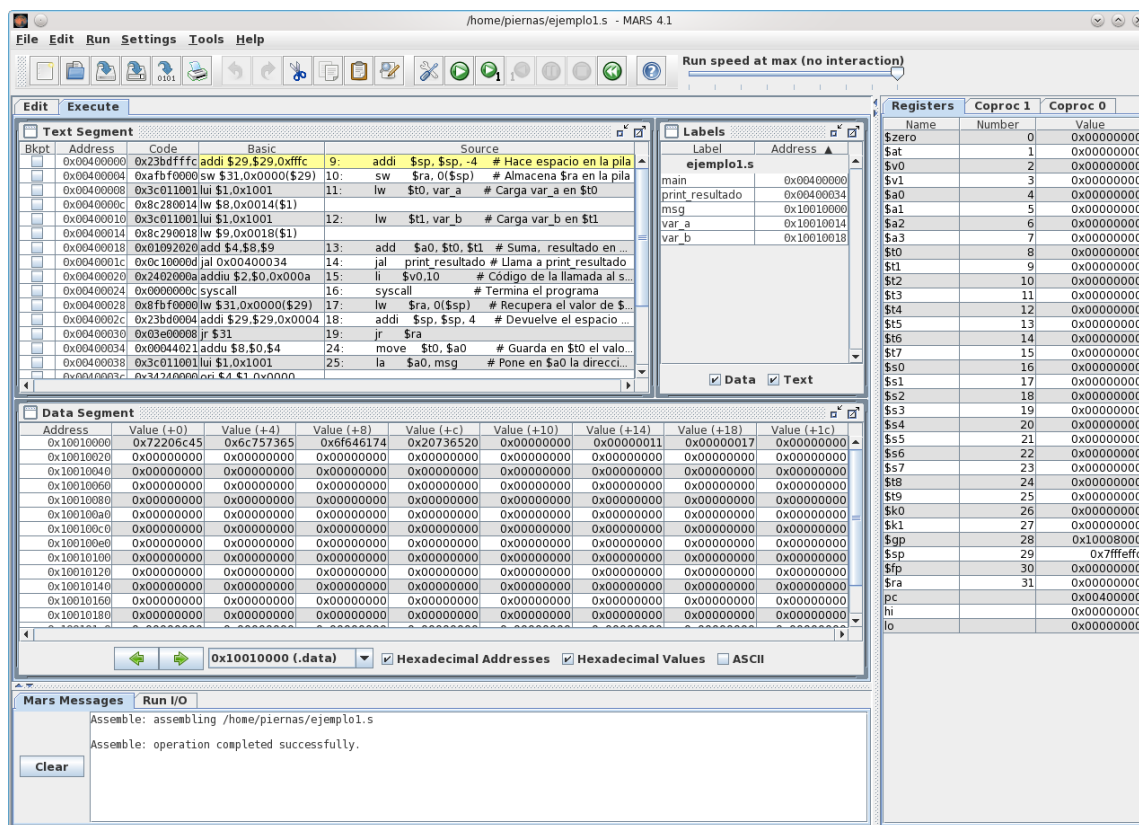 /home/piernas/ejemplo1.s - MARS 4.1
File Edit Run Settings Tools Help
Run speed at max (no interaction)
Edit Execute
Text Segment
Bkpt Address Code Basic Source
0x00400000 0x23bdfffc addi $29,$29,0xfffc 9: addi $sp, $sp, -4 # Hace espacio en la pila
0x00400004 0xafbf0000 sw $31,0x0000($29) 10: sw $ra, 0($sp) # Almacena $ra en la pila
0x00400008 0x3c011001 lui $1,0x1001 11: lw $t0, var_a # Carga var_a en $t0
0x0040000c 0x8c280014 lw $8,0x0014($1)
0x00400010 0x3c011001 lui $1,0x1001 12: lw $t1, var_b # Carga var_b en $t1
0x00400014 0x8c290018 lw $9,0x0018($1)
0x00400018 0x01092020 add $4,$8,$9 13: add $a0, $t0, $t1 # Suma, resultado en ...
0x0040001c 0x0c10000d jal 0x00400034 14: jal print_resultado # Llama a print_resultado
0x00400020 0x2402000a addiu $2,$0,0x000a 15: li $v0,10 # Código de la llamada al s...
0x00400024 0x0000000c syscall 16: syscall # Termina el programa
0x00400028 0x8fbf0000 lw $31,0x0000($29) 17: lw $ra, 0($sp) # Recupera el valor de $...
0x0040002c 0x23bd0004 addi $29,$29,0x0004 18: addi $sp, $sp, 4 # Devuelve el espacio ...
0x00400030 0x03e00008 jr $31 19: jr $ra
0x00400034 0x00044021 addu $8,$0,$4 24: move $t0, $a0 # Guarda en $t0 el valo...
0x00400038 0x3c011001 lui $1,0x1001 25: la $a0, msg # Pone en $a0 la direcci...
0x0040003c 0x34240000 ori $4,$1,0x0000
Labels
Label Address ▲
ejemplo1.s
main 0x00400000
print_resultado 0x00400034
msg 0x10010000
var_a 0x10010014
var_b 0x10010018
Data Text
Data Segment
Address Value (+0) Value (+4) Value (+8) Value (+c) Value (+10) Value (+14) Value (+18) Value (+1c)
0x10010000 0x72206c45 0x6c757365 0x6f646174 0x20736520 0x00000000 0x00000011 0x00000017 0x00000000
0x10010020 0x00000000 0x00000000 0x00000000 0x00000000 0x00000000 0x00000000 0x00000000 0x00000000
0x10010040 0x00000000 0x00000000 0x00000000 0x00000000 0x00000000 0x00000000 0x00000000 0x00000000
0x10010060 0x00000000 0x00000000 0x00000000 0x00000000 0x00000000 0x00000000 0x00000000 0x00000000
0x10010080 0x00000000 0x00000000 0x00000000 0x00000000 0x00000000 0x00000000 0x00000000 0x00000000
0x100100a0 0x00000000 0x00000000 0x00000000 0x00000000 0x00000000 0x00000000 0x00000000 0x00000000
0x100100c0 0x00000000 0x00000000 0x00000000 0x00000000 0x00000000 0x00000000 0x00000000 0x00000000
0x100100e0 0x00000000 0x00000000 0x00000000 0x00000000 0x00000000 0x00000000 0x00000000 0x00000000
0x10010100 0x00000000 0x00000000 0x00000000 0x00000000 0x00000000 0x00000000 0x00000000 0x00000000
0x10010120 0x00000000 0x00000000 0x00000000 0x00000000 0x00000000 0x00000000 0x00000000 0x00000000
0x10010140 0x00000000 0x00000000 0x00000000 0x00000000 0x00000000 0x00000000 0x00000000 0x00000000
0x10010160 0x00000000 0x00000000 0x00000000 0x00000000 0x00000000 0x00000000 0x00000000 0x00000000
0x10010180 0x00000000 0x00000000 0x00000000 0x00000000 0x00000000 0x00000000 0x00000000 0x00000000
0x10010000 (.data) Hexadecimal Addresses Hexadecimal Values ASCII
Mars Messages Run I/O
Assemble: assembling /home/piernas/ejemplo1.s
Assemble: operation completed successfully.
Clear
Registers Coproc 1 Coproc 0
Name Number Value
$zero 0 0x00000000
$at 1 0x00000000
$v0 2 0x00000000
$v1 3 0x00000000
$a0 4 0x00000000
$a1 5 0x00000000
$a2 6 0x00000000
$a3 7 0x00000000
$t0 8 0x00000000
$t1 9 0x00000000
$t2 10 0x00000000
$t3 11 0x00000000
$t4 12 0x00000000
$t5 13 0x00000000
$t6 14 0x00000000
$t7 15 0x00000000
$s0 16 0x00000000
$s1 17 0x00000000
$s2 18 0x00000000
$s3 19 0x00000000
$s4 20 0x00000000
$s5 21 0x00000000
$s6 22 0x00000000
$s7 23 0x00000000
$t8 24 0x00000000
$t9 25 0x00000000
$k0 26 0x00000000
$k1 27 0x00000000
$gp 28 0x10008000
$sp 29 0x7fffeffc
$fp 30 0x00000000
$ra 31 0x00000000
pc 0x00400000
hi 0x00000000
lo 0x00000000